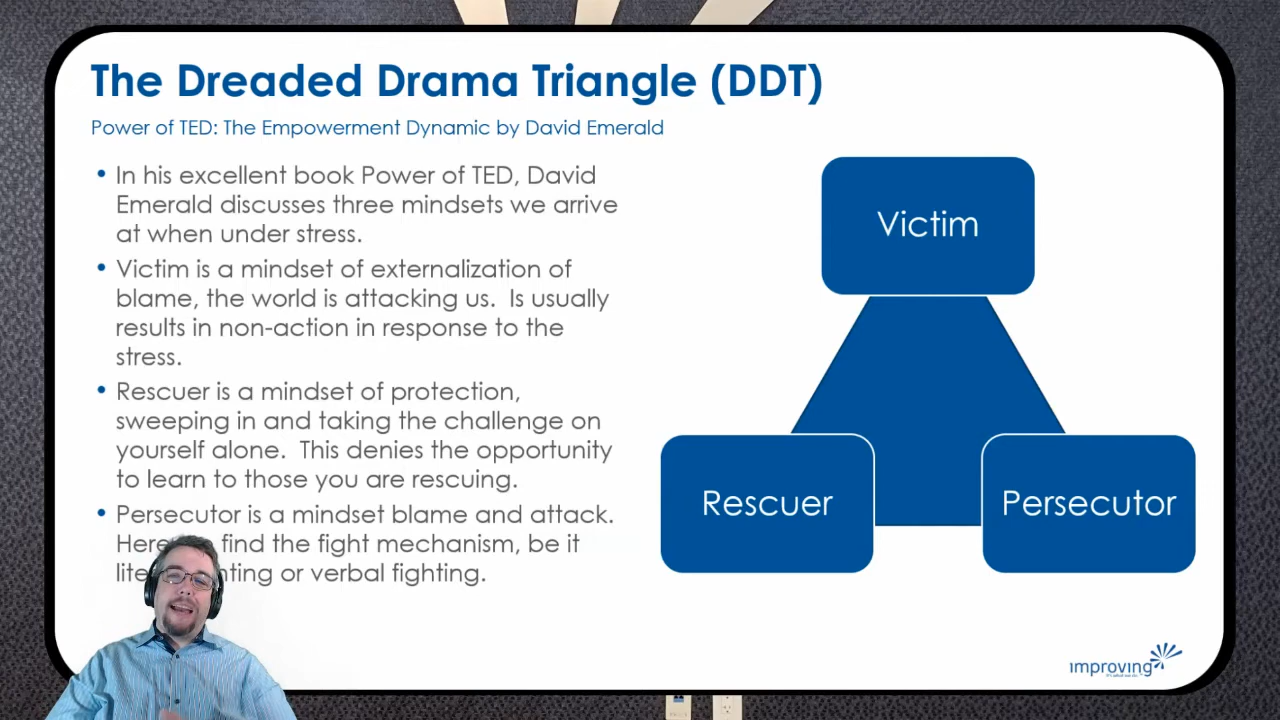 The Dreaded Drama Triangle (DDT)
Power of TED: The Empowerment Dynamic by David Emerald
• In his excellent book Power of TED, David
Emerald discusses three mindsets we arrive
at when under stress.
• Victim is a mindset of externalization of
blame, the world is attacking us.  Is usually
results in non-action in response to the
stress.
• Rescuer is a mindset of protection,
sweeping in and taking the challenge on
yourself alone.  This denies the opportunity
to learn to those you are rescuing.
• Persecutor is a mindset blame and attack.
find the fight mechanism, be it
or verbal fighting.
Victim
Rescuer
Persecutor
improving